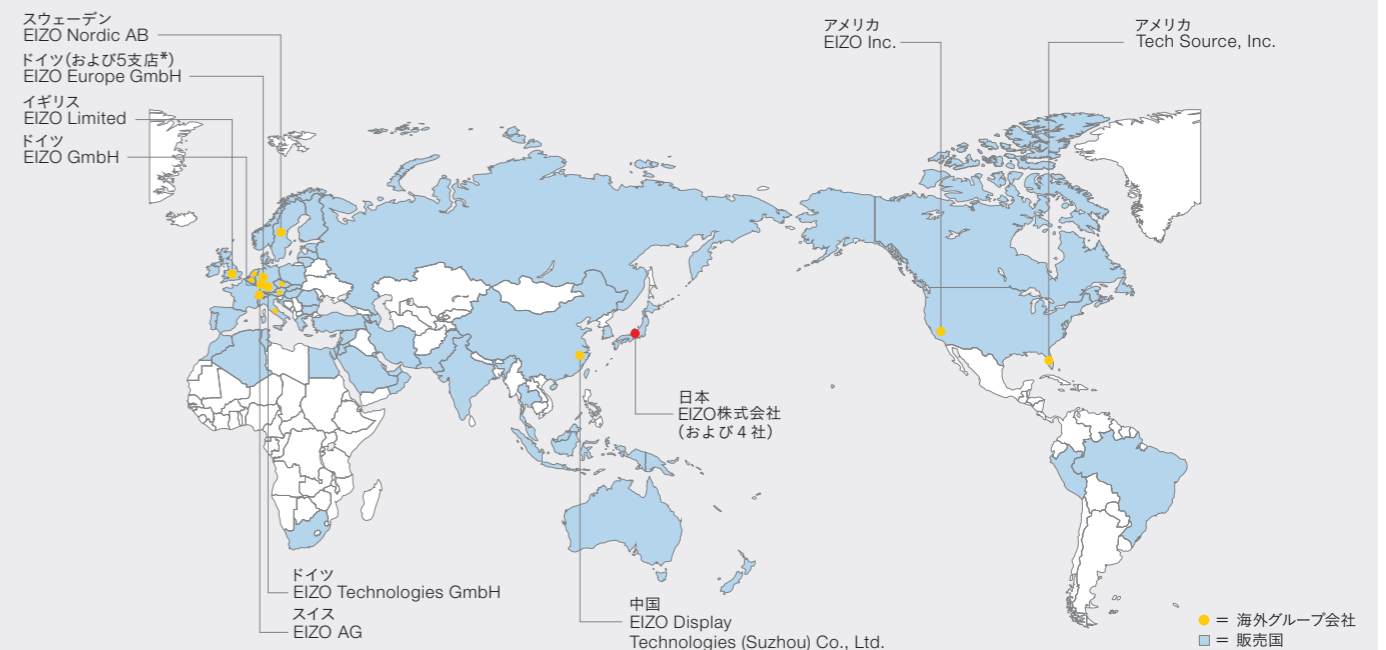 スウェーデン
EIZO Nordic AB
ドイツ(および5支店*)
EIZO Europe GmbH
イギリス
EIZO Limited
ドイツ
EIZO GmbH
アメリカ
EIZO Inc.
アメリカ
Tech Source, Inc.
日本
EIZO株式会社
(および4社)
ドイツ
EIZO Technologies GmbH
スイス
EIZO AG
中国
EIZO Display
Technologies (Suzhou) Co., Ltd.
= 海外グループ会社
= 販売国